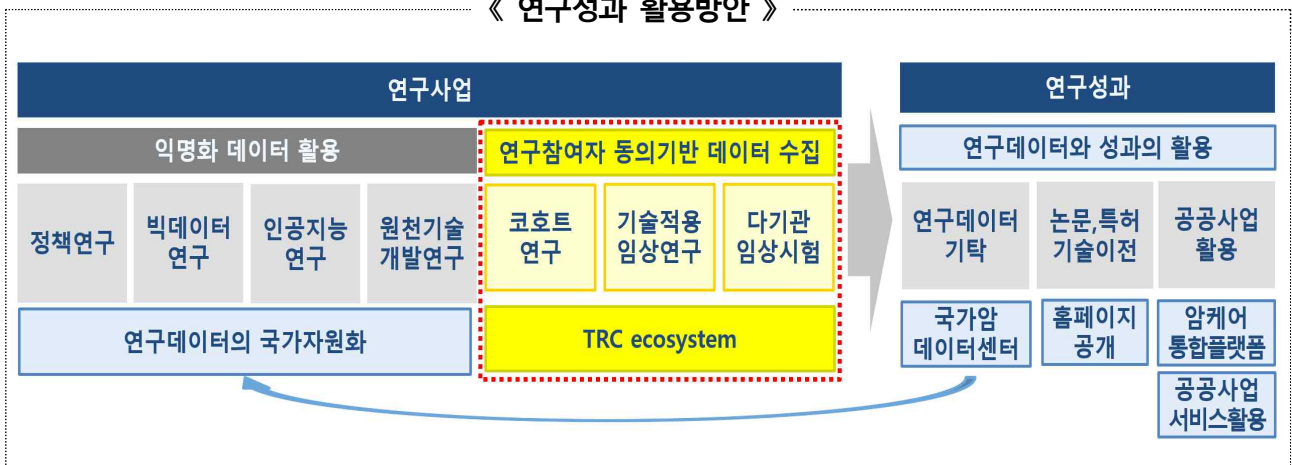 《 연구성과 활용방안 》
연구사업
연구성과
익명화 데이터 활용
연구참여자 동의기반 데이터 수집
연구데이터와 성과의 활용
정책연구
빅데이터
연구
인공지능
연구
원천기술
개발연구
코호트
연구
기술적용
임상연구
다기관
임상시험
연구데이터
기탁
논문,특허
기술이전
공공사업
활용
연구데이터의 국가자원화
TRC ecosystem
국가암
데이터센터
홈페이지
공개
암케어
통합플랫폼
공공사업
서비스활용